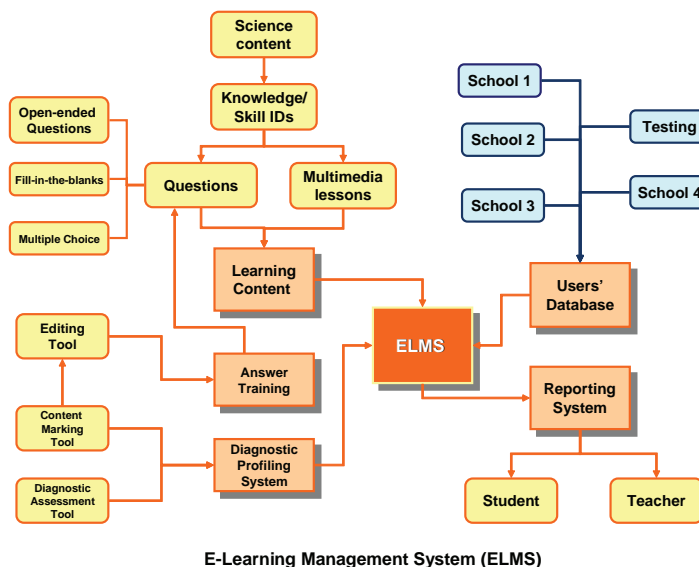 Science
content
School 1
Knowledge/
Skill IDs
Open-ended
Questions
Testing
School 2
Fill-in-the-blanks
Questions
Multimedia
lessons
School 3
School 4
Multiple Choice
Learning
Content
Users'
Database
Editing
Tool
ELMS
Answer
Training
Reporting
System
Content
Marking
Tool
Diagnostic
Profiling
System
Diagnostic
Assessment
Tool
Student
Teacher
E-Learning Management System (ELMS)